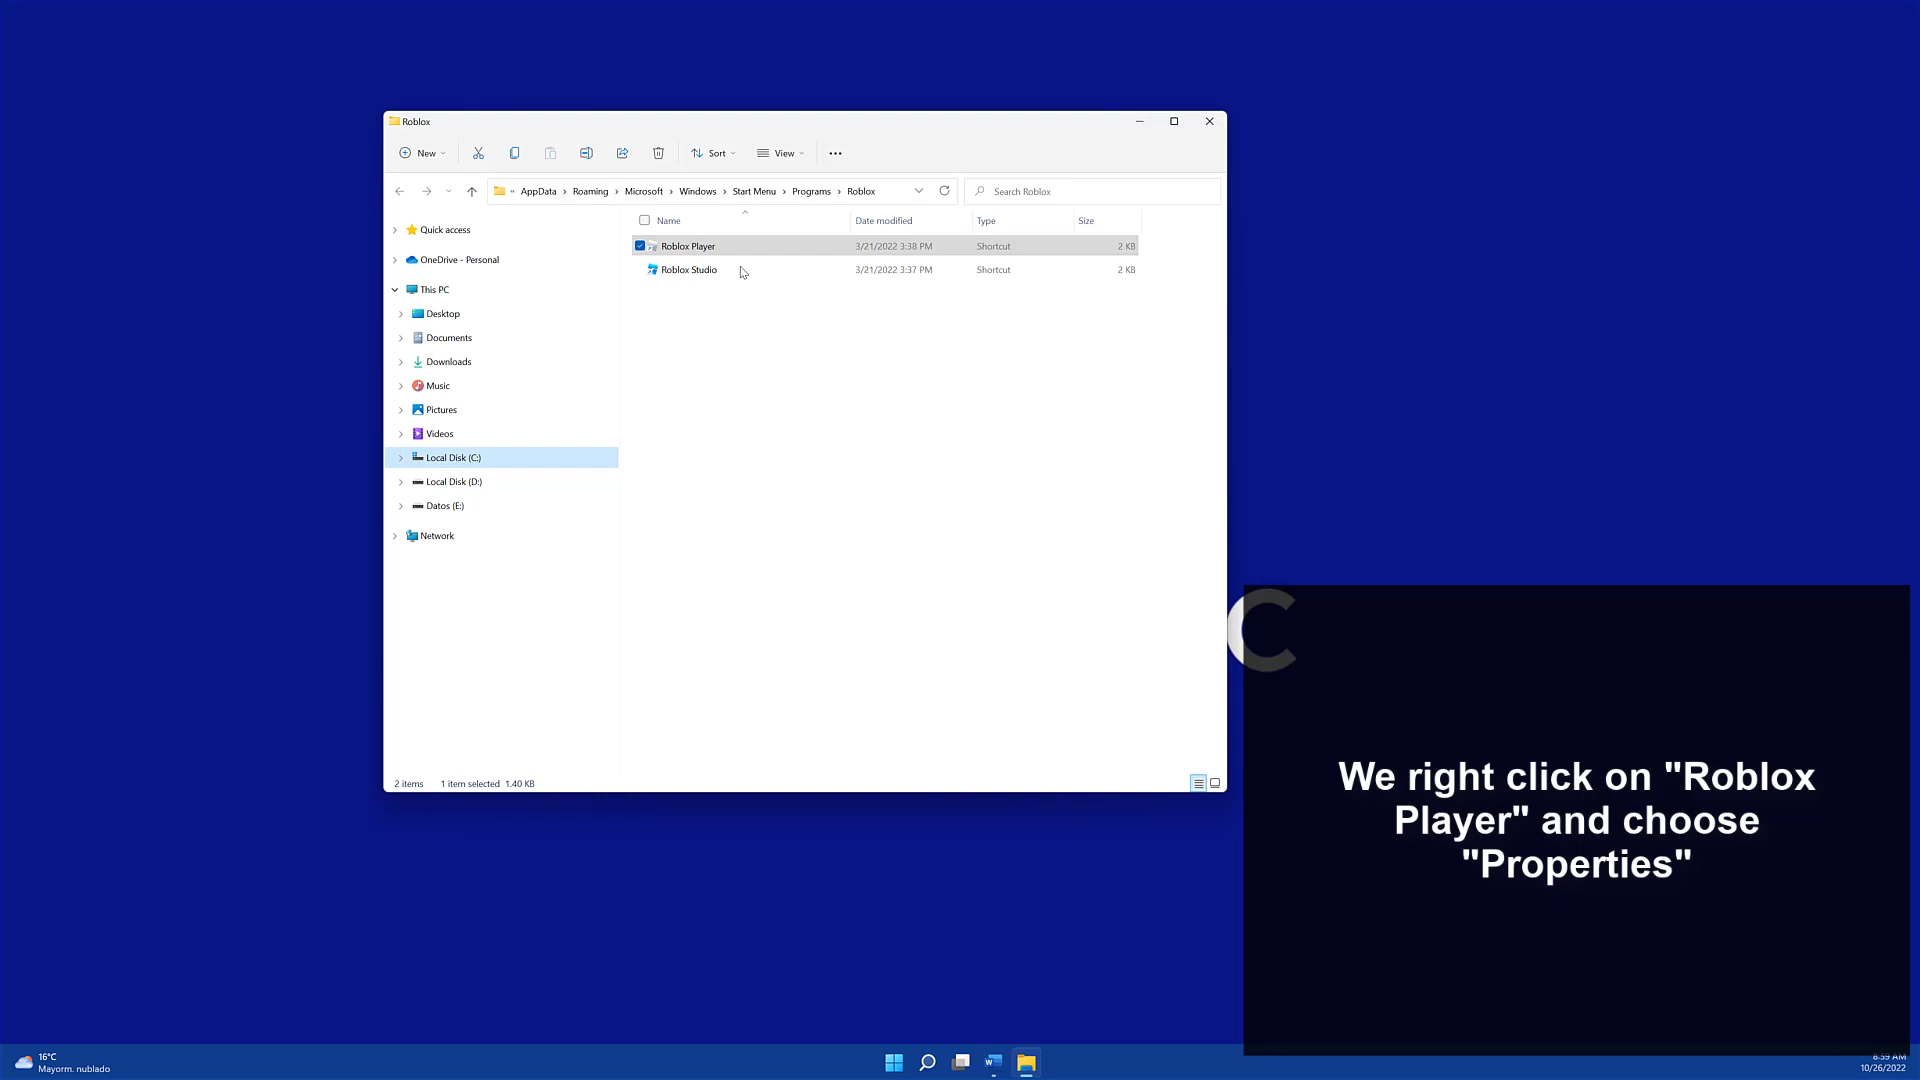 Roblox
New
Sort
View
« AppData > Roaming > Microsoft > Windows > Start Menu > Programs > Roblox
Search Roblox
Name Date modified Type Size
Roblox Player 3/21/2022 3:38 PM Shortcut 2 KB
Roblox Studio 3/21/2022 3:37 PM Shortcut 2 KB
Quick access
OneDrive - Personal
This PC
Desktop
Documents
Downloads
Music
Pictures
Videos
Local Disk (C:)
Local Disk (D:)
Datos (E:)
Network
2 items 1 item selected 1.40 KB
C
We right click on "Roblox
Player" and choose
"Properties"
16°C
Mayorm. nublado
W
8:59 AM
10/26/2022